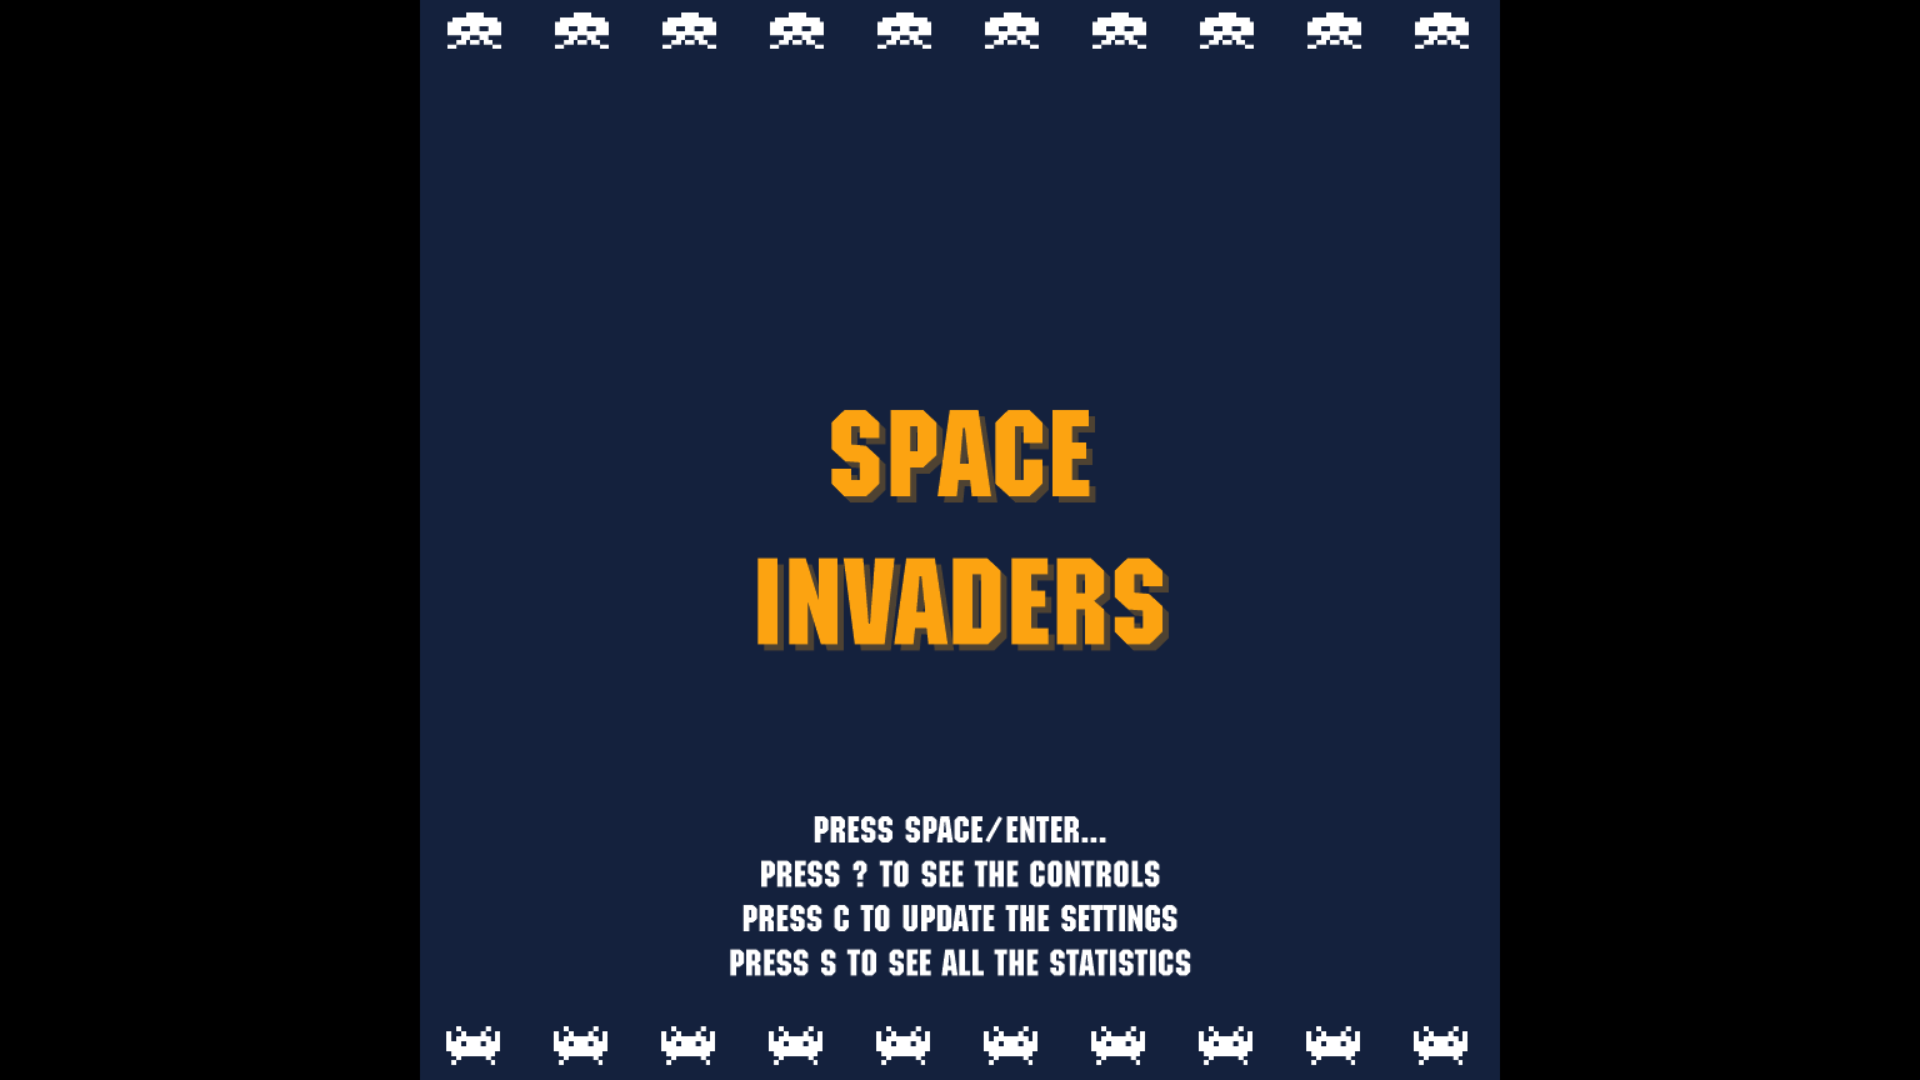 SPACE
INVADERS
PRESS SPACE/ENTER...
PRESS ? TO SEE THE CONTROLS
PRESS C TO UPDATE THE SETTINGS
PRESS S TO SEE ALL THE STATISTICS